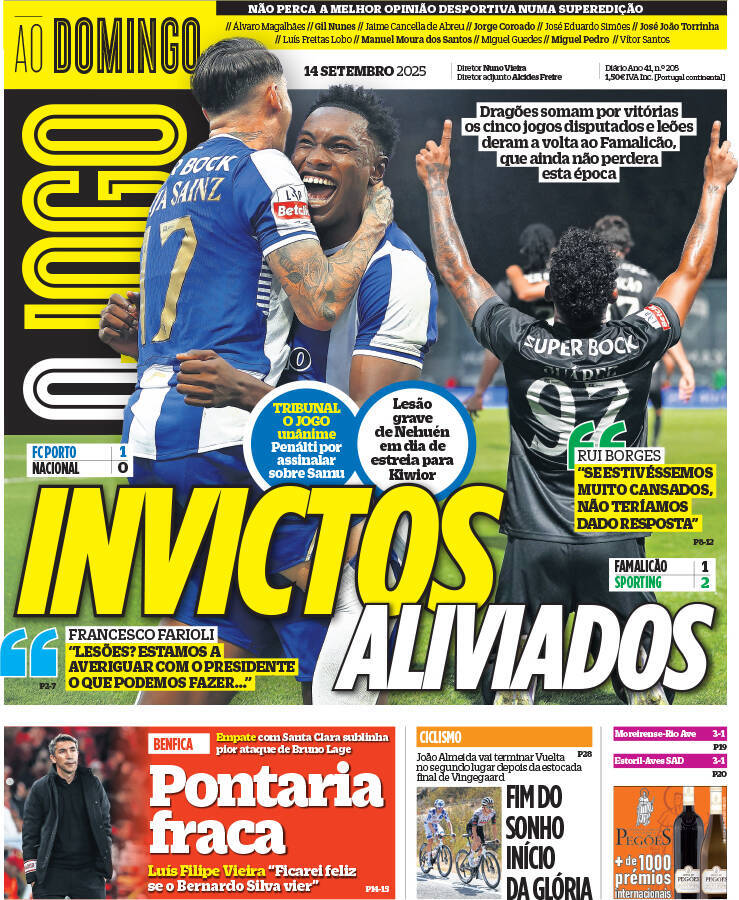 NÃO PERCA A MELHOR OPINIÃO DESPORTIVA NUMA SUPEREDIÇÃO
AO DOMINGO
// Álvaro Magalhães // Gil Nunes // Jaime Cancella de Abreu // Jorge Coroado // José Eduardo Simões // José João Torrinha
// Luís Freitas Lobo // Manuel Moura dos Santos // Miguel Guedes // Miguel Pedro // Vítor Santos
O JOGO
14 SETEMBRO 2025
Diretor Nuno Vieira
Diretor adjunto Alcides Freire
Diário Ano 41, n.º 205
1,50€ IVA Inc. [Portugal continental]
Dragões somam por vitórias
os cinco jogos disputados e leões
deram a volta ao Famalicão,
que ainda não perdera
esta época
SAINZ
17
Betclic
SUPER BOCK
SUÁREZ
97
TRIBUNAL
O JOGO
unânime
Penálti por
assinalar
sobre Samu
Lesão
grave
de Nehuén
em dia de
estreia para
Kiwior
FC PORTO 1
NACIONAL 0
RUI BORGES
“SE ESTIVÉSSEMOS
MUITO CANSADOS,
NÃO TERÍAMOS
DADO RESPOSTA”
P8-12
INVICTOS
FAMALICÃO 1
SPORTING 2
ALIVIADOS
FRANCESCO FARIOLI
“LESÕES? ESTAMOS A
AVERIGUAR COM O PRESIDENTE
O QUE PODEMOS FAZER...”
P2-7
BENFICA
Empate com Santa Clara sublinha
pior ataque de Bruno Lage
Pontaria
fraca
Luís Filipe Vieira “Ficarei feliz
se o Bernardo Silva vier”
P14-15
CICLISMO
P28
João Almeida vai terminar Vuelta
no segundo lugar depois da estocada
final de Vingegaard
FIM DO
SONHO
INÍCIO
DA GLÓRIA
Moreirense-Rio Ave 3-1
P19
Estoril-Aves SAD 3-1
P20
PEGÕES
+ de 1000
prémios
internacionais
PEGÕES
PEGÕES